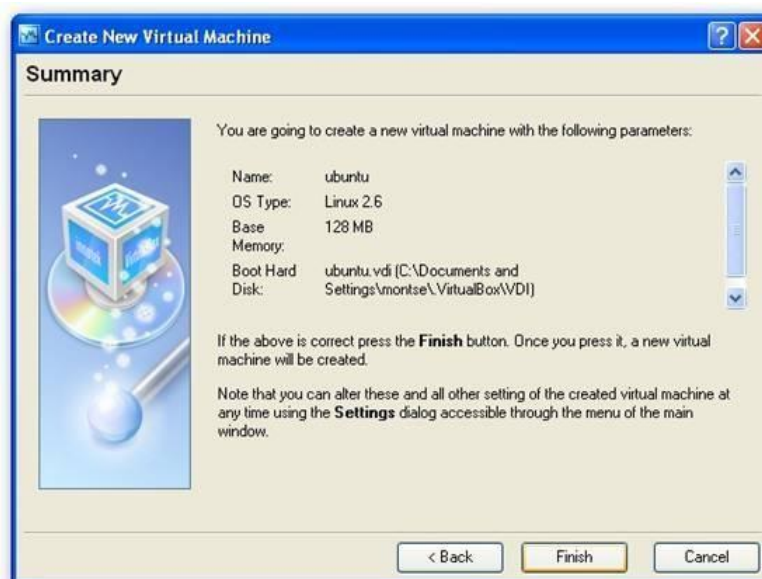 Create New Virtual Machine
Summary
You are going to create a new virtual machine with the following parameters:
Name: ubuntu
OS Type: Linux 2.6
Base Memory: 128 MB
Boot Hard Disk: ubuntu.vdi (C:\Documents and Settings\montse\.VirtualBox\VDI)
If the above is correct press the Finish button. Once you press it, a new virtual
machine will be created.
Note that you can alter these and all other setting of the created virtual machine at
any time using the Settings dialog accessible through the menu of the main
window.
< Back Finish Cancel